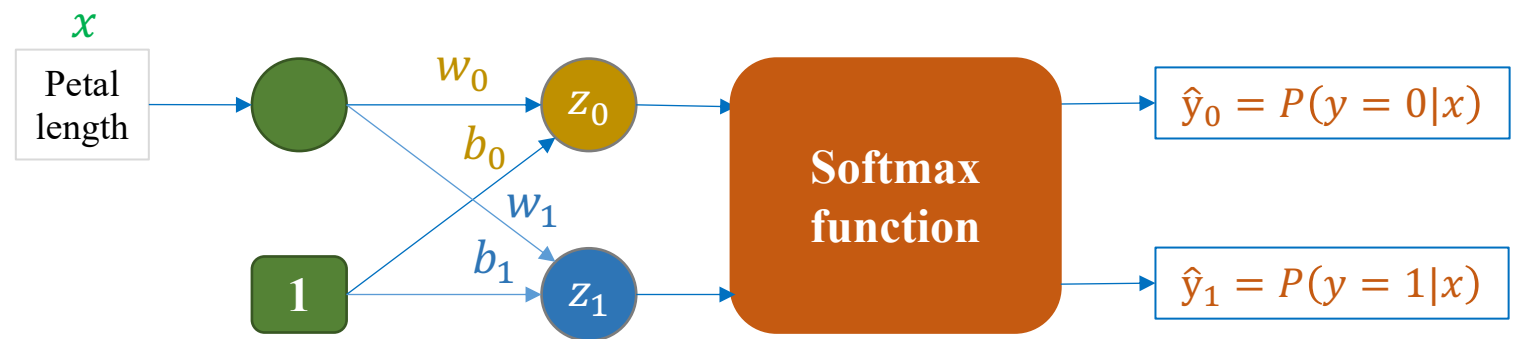 x
Petal
length
w₀
z₀
ŷ₀ = P(y = 0|x)
b₀
Softmax
function
w₁
b₁
1
z₁
ŷ₁ = P(y = 1|x)